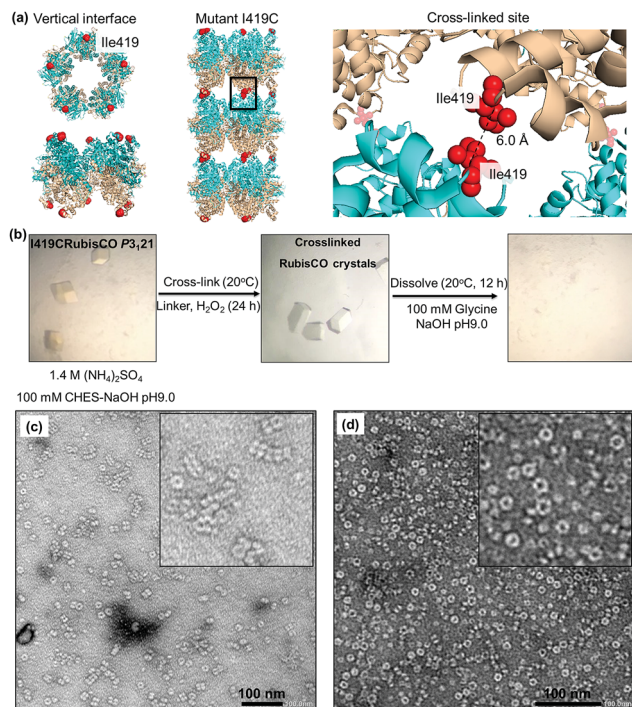 (a)
Vertical interface
Mutant I419C
Cross-linked site
Ile419
Ile419
6.0 Å
Ile419
(b)
I419CRubisCO P3₁21
Cross-link (20°C)
Linker, H₂O₂ (24 h)
Crosslinked
RubisCO crystals
Dissolve (20°C, 12 h)
100 mM Glycine
NaOH pH9.0
1.4 M (NH₄)₂SO₄
100 mM CHES-NaOH pH9.0
(c)
(d)
100 nm
100 nm